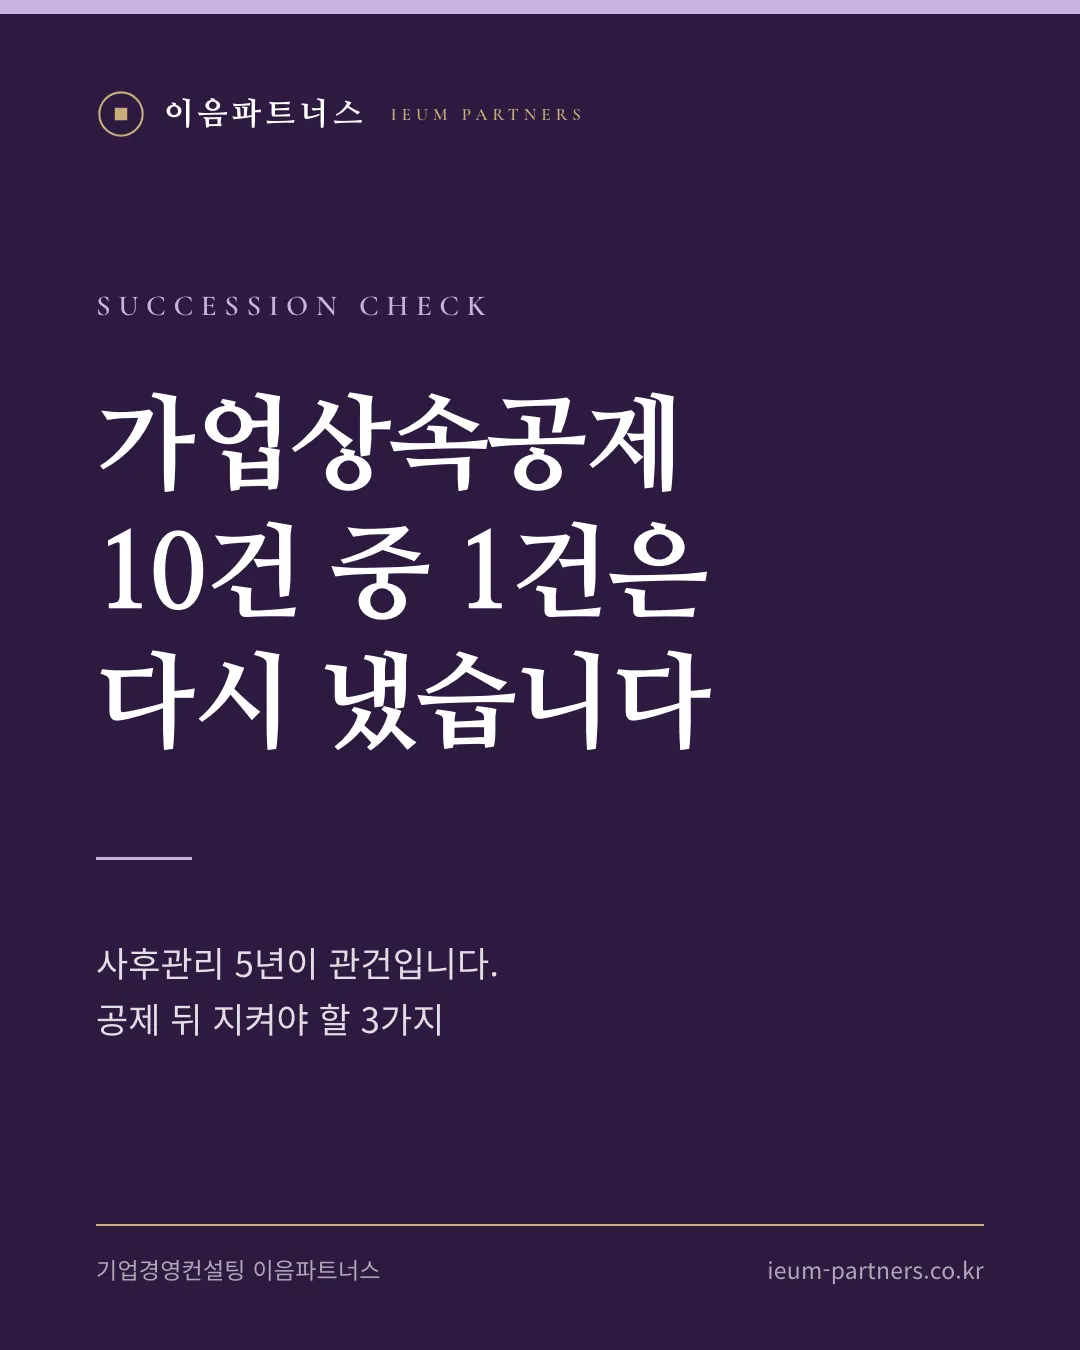 이음파트너스 IEUM PARTNERS
SUCCESSION CHECK
가업상속공제
10건 중 1건은
다시 냈습니다
사후관리 5년이 관건입니다.
공제 뒤 지켜야 할 3가지
기업경영컨설팅 이음파트너스
ieum-partners.co.kr